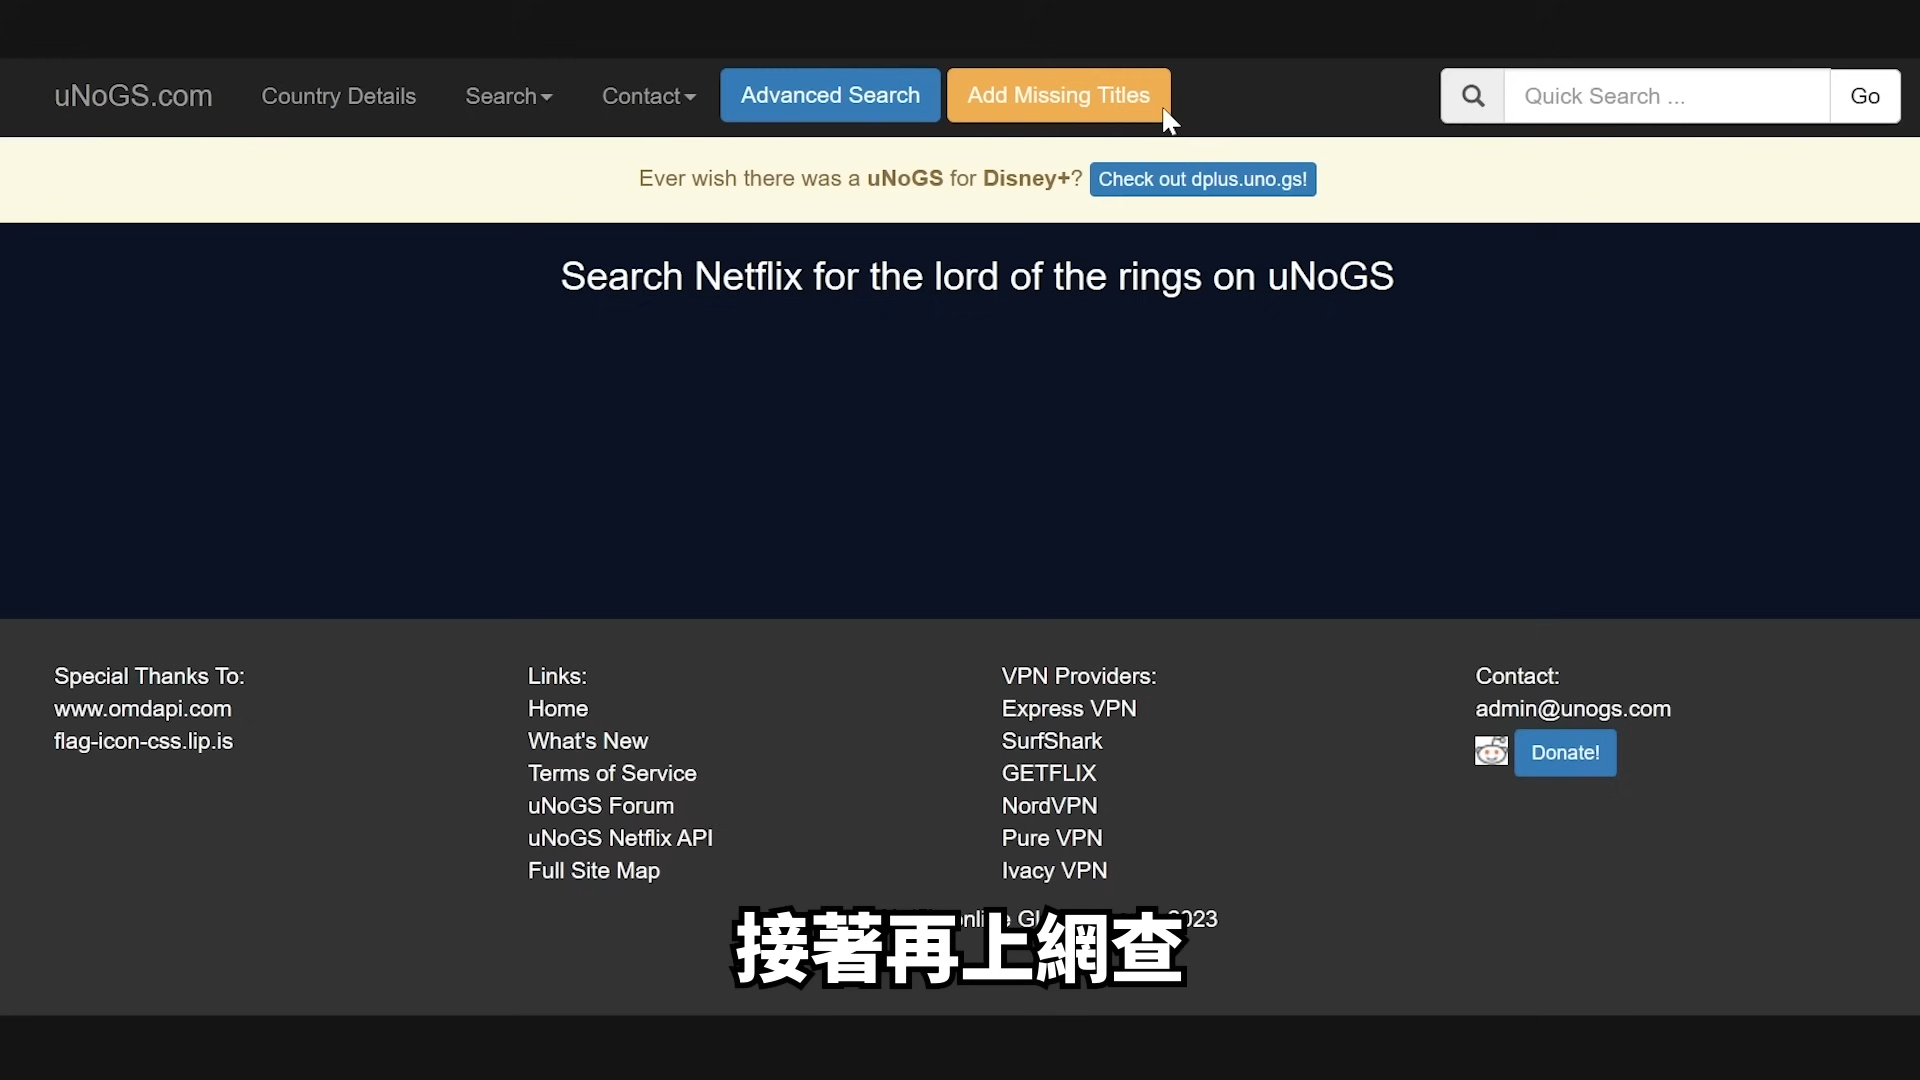 uNoGS.com Country Details Search Contact Advanced Search Add Missing Titles Quick Search ... Go
Ever wish there was a uNoGS for Disney+? Check out dplus.uno.gs!
Search Netflix for the lord of the rings on uNoGS
Special Thanks To:
www.omdapi.com
flag-icon-css.lip.is
Links:
Home
What's New
Terms of Service
uNoGS Forum
uNoGS Netflix API
Full Site Map
VPN Providers:
Express VPN
SurfShark
GETFLIX
NordVPN
Pure VPN
Ivacy VPN
Contact:
admin@unogs.com
Donate!
接著再上網查